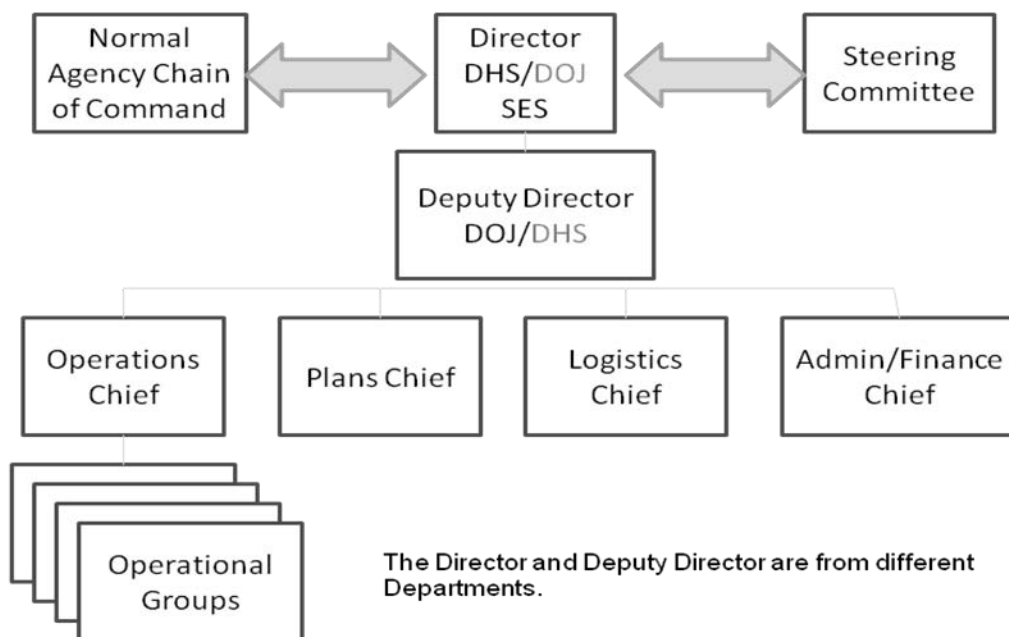 Normal
Agency Chain
of Command
Director
DHS/DOJ
SES
Steering
Committee
Deputy Director
DOJ/DHS
Operations
Chief
Plans Chief
Logistics
Chief
Admin/Finance
Chief
Operational
Groups
The Director and Deputy Director are from different
Departments.